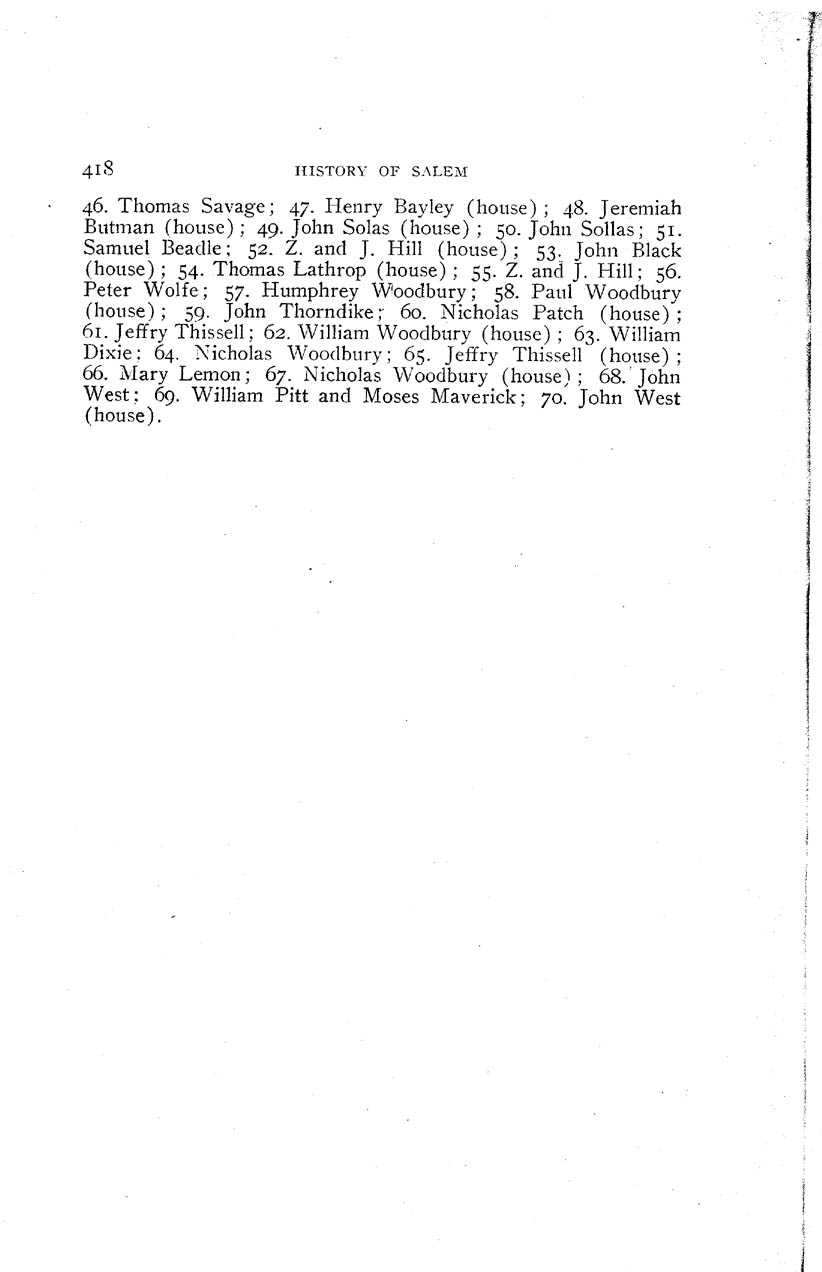 418 HISTORY OF SALEM
46. Thomas Savage; 47. Henry Bayley (house) ; 48. Jeremiah
Butman (house) ; 49. John Solas (house) ; 50. John Sollas; 51.
Samuel Beadle; 52. Z. and J. Hill (house) ; 53. John Black
(house) ; 54. Thomas Lathrop (house) ; 55. Z. and J. Hill; 56.
Peter Wolfe; 57. Humphrey Woodbury; 58. Paul Woodbury
(house) ; 59. John Thorndike; 60. Nicholas Patch (house) ;
61. Jeffry Thissell; 62. William Woodbury (house) ; 63. William
Dixie; 64. Nicholas Woodbury; 65. Jeffry Thissell (house) ;
66. Mary Lemon; 67. Nicholas Woodbury (house) ; 68. John
West; 69. William Pitt and Moses Maverick; 70. John West
(house).